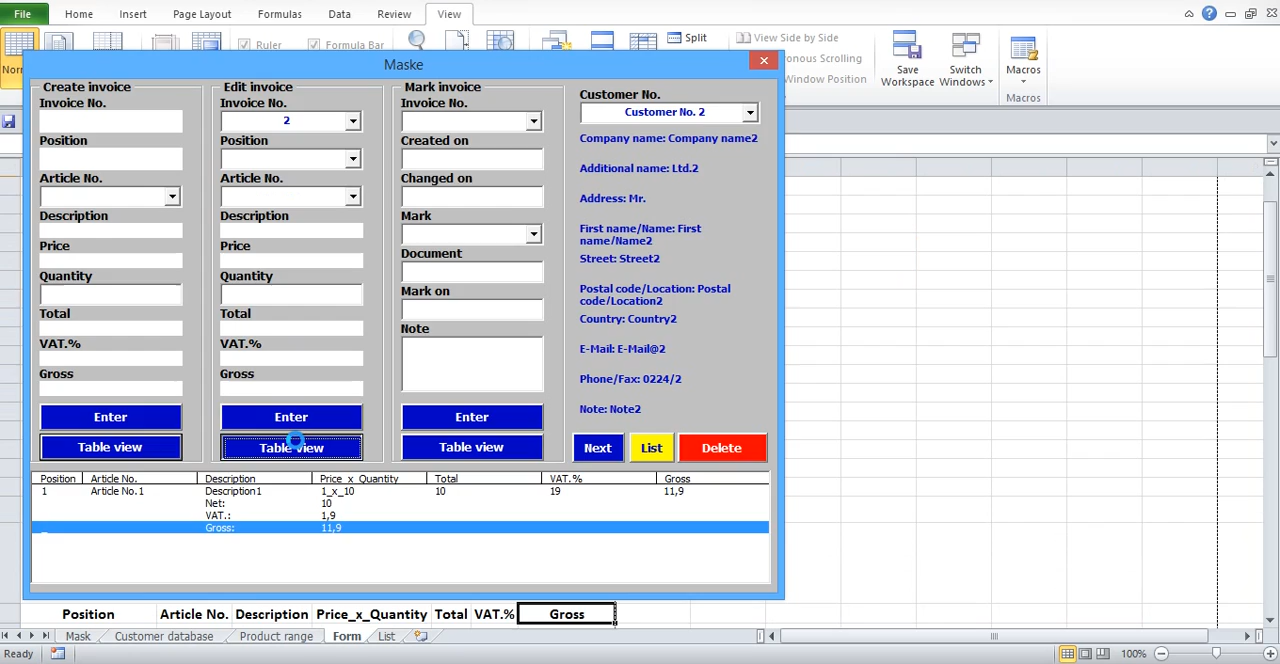 File Home Insert Page Layout Formulas Data Review View
Ruler Formula Bar Split View Side by Side
Norm onous Scrolling Save Switch Macros
Window Position Workspace Windows
Macros
Maske
Create invoice Edit invoice Mark invoice Customer No.
Invoice No. Invoice No. Invoice No. Customer No. 2
2
Position Position Created on Company name: Company name2
Additional name: Ltd.2
Article No. Article No. Changed on
Address: Mr.
Description Description Mark First name/Name: First
name/Name2
Price Price Document Street: Street2
Quantity Quantity Mark on Postal code/Location: Postal
code/Location2
Total Total Note Country: Country2
VAT.% VAT.% E-Mail: E-Mail@2
Gross Gross Phone/Fax: 0224/2
Enter Enter Enter Note: Note2
Table view Table view Table view Next List Delete
Position Article No. Description Price_x_Quantity Total VAT.% Gross
1 Article No.1 Description1 1_x_10 10 19 11,9
Net: 10
VAT.: 1,9
Gross: 11,9
Position Article No. Description Price_x_Quantity Total VAT.% Gross
Mask Customer database Product range Form List
Ready 100%